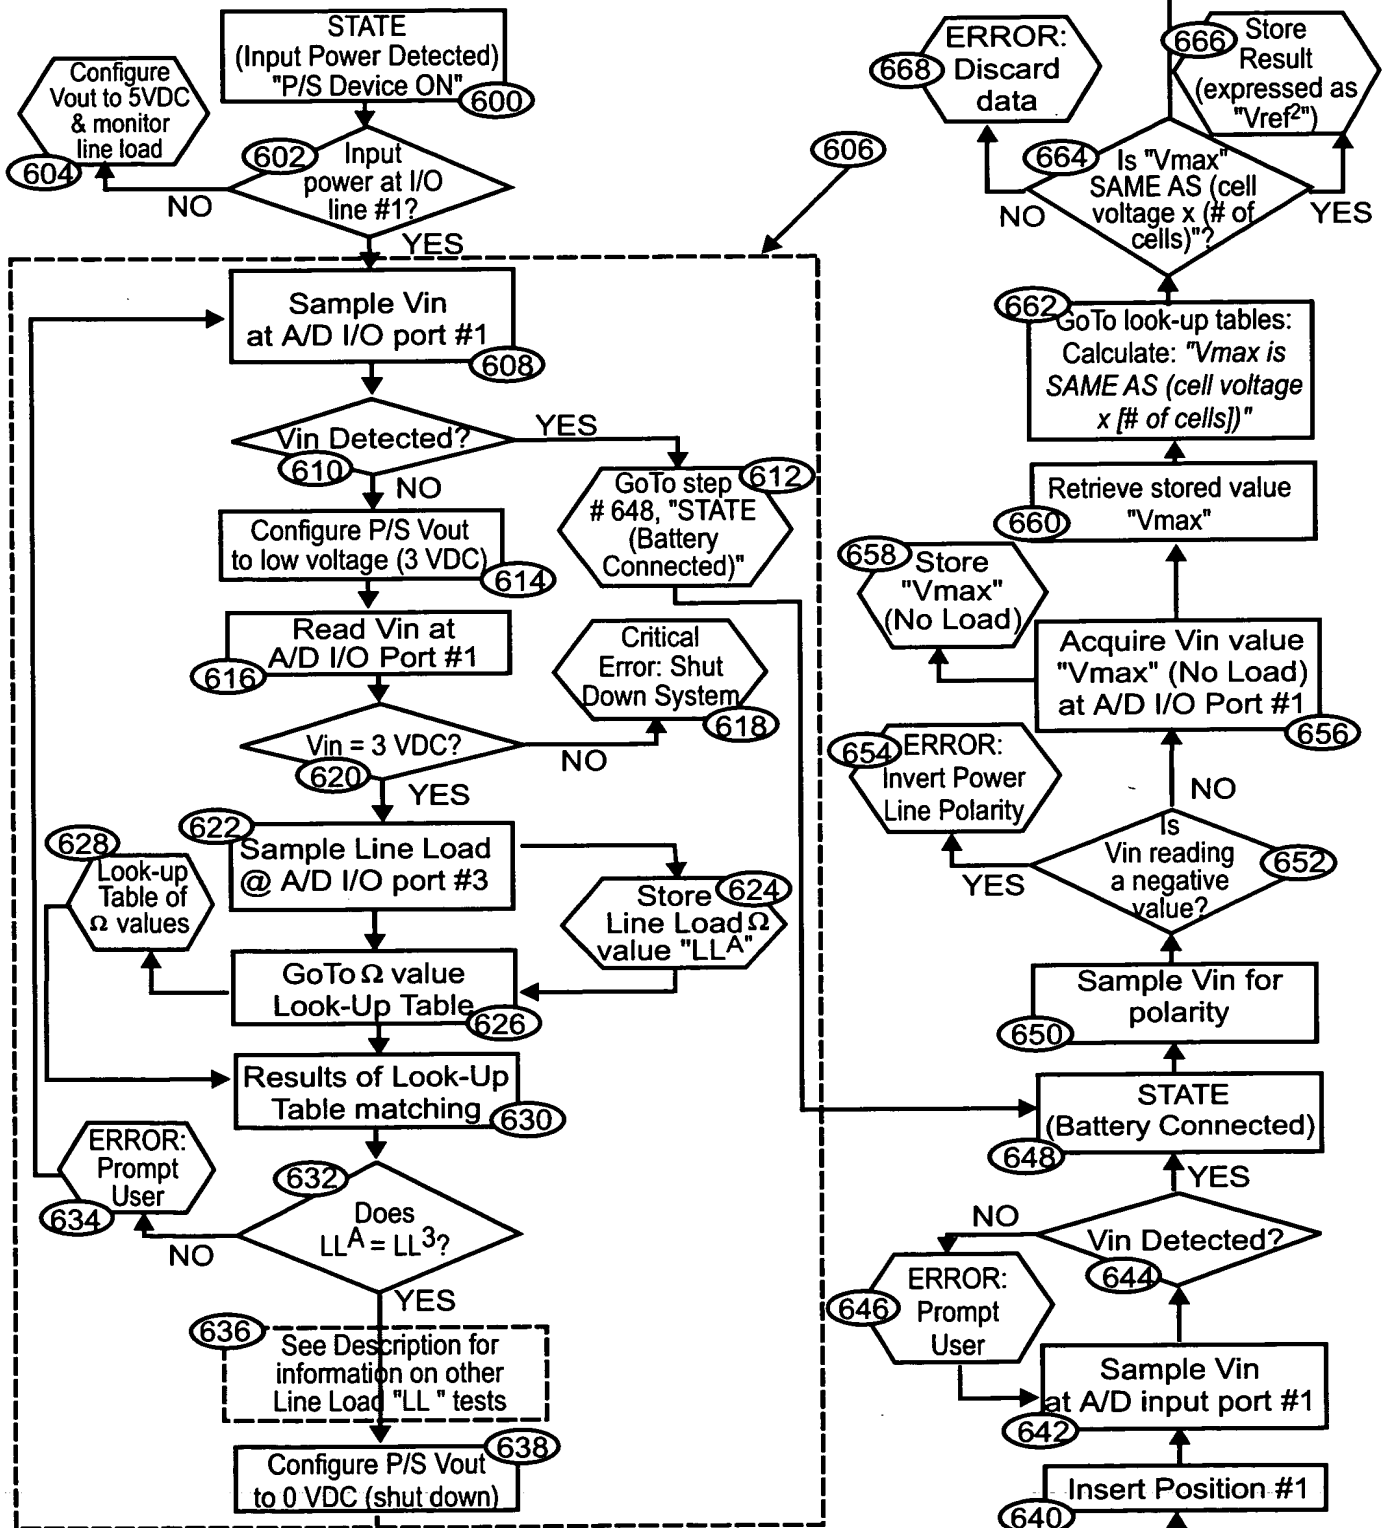 STATE
(Input Power Detected)
"P/S Device ON"
600
Configure
Vout to 5VDC
& monitor
line load
604
602
Input
power at I/O
line #1?
NO
YES
606
Sample Vin
at A/D I/O port #1
608
Vin Detected?
610
YES
NO
GoTo step
# 648, "STATE
(Battery
Connected)"
612
Configure P/S Vout
to low voltage (3 VDC)
614
Read Vin at
A/D I/O Port #1
616
Critical
Error: Shut
Down System
618
Vin = 3 VDC?
620
NO
YES
622
Sample Line Load
@ A/D I/O port #3
628
Look-up
Table of
Ω values
624
Store
Line Load Ω
value "LLA"
GoTo Ω value
Look-Up Table
626
Results of Look-Up
Table matching
630
ERROR:
Prompt
User
634
632
Does
LLA = LL3?
NO
YES
636
See Description for
information on other
Line Load "LL " tests
638
Configure P/S Vout
to 0 VDC (shut down)
668
ERROR:
Discard
data
666
Store
Result
(expressed as
"Vref2")
664
Is "Vmax"
SAME AS (cell
voltage x (# of
cells)"?
NO
YES
662
GoTo look-up tables:
Calculate: "Vmax is
SAME AS (cell voltage
x [# of cells])"
Retrieve stored value
"Vmax"
660
658
Store
"Vmax"
(No Load)
Acquire Vin value
"Vmax" (No Load)
at A/D I/O Port #1
656
654
ERROR:
Invert Power
Line Polarity
NO
Is
Vin reading
a negative
value?
652
YES
Sample Vin for
polarity
650
STATE
(Battery Connected)
648
YES
NO
Vin Detected?
644
ERROR:
Prompt
User
646
Sample Vin
at A/D input port #1
642
Insert Position #1
640